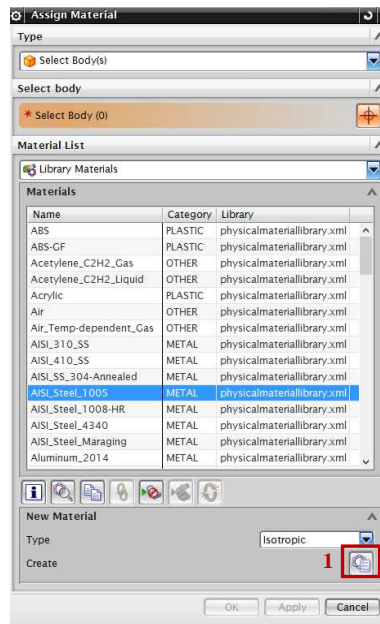 Assign Material
Type
Select Body(s)
Select body
* Select Body (0)
Material List
Library Materials
Materials
Name Category Library
ABS PLASTIC physicalmateriallibrary.xml
ABS-GF PLASTIC physicalmateriallibrary.xml
Acetylene_C2H2_Gas OTHER physicalmateriallibrary.xml
Acetylene_C2H2_Liquid OTHER physicalmateriallibrary.xml
Acrylic PLASTIC physicalmateriallibrary.xml
Air OTHER physicalmateriallibrary.xml
Air_Temp-dependent_Gas OTHER physicalmateriallibrary.xml
AISI_310_SS METAL physicalmateriallibrary.xml
AISI_410_SS METAL physicalmateriallibrary.xml
AISI_SS_304-Annealed METAL physicalmateriallibrary.xml
AISI_Steel_1005 METAL physicalmateriallibrary.xml
AISI_Steel_1008-HR METAL physicalmateriallibrary.xml
AISI_Steel_4340 METAL physicalmateriallibrary.xml
AISI_Steel_Maraging METAL physicalmateriallibrary.xml
Aluminum_2014 METAL physicalmateriallibrary.xml
New Material
Type Isotropic
Create 1
OK Apply Cancel